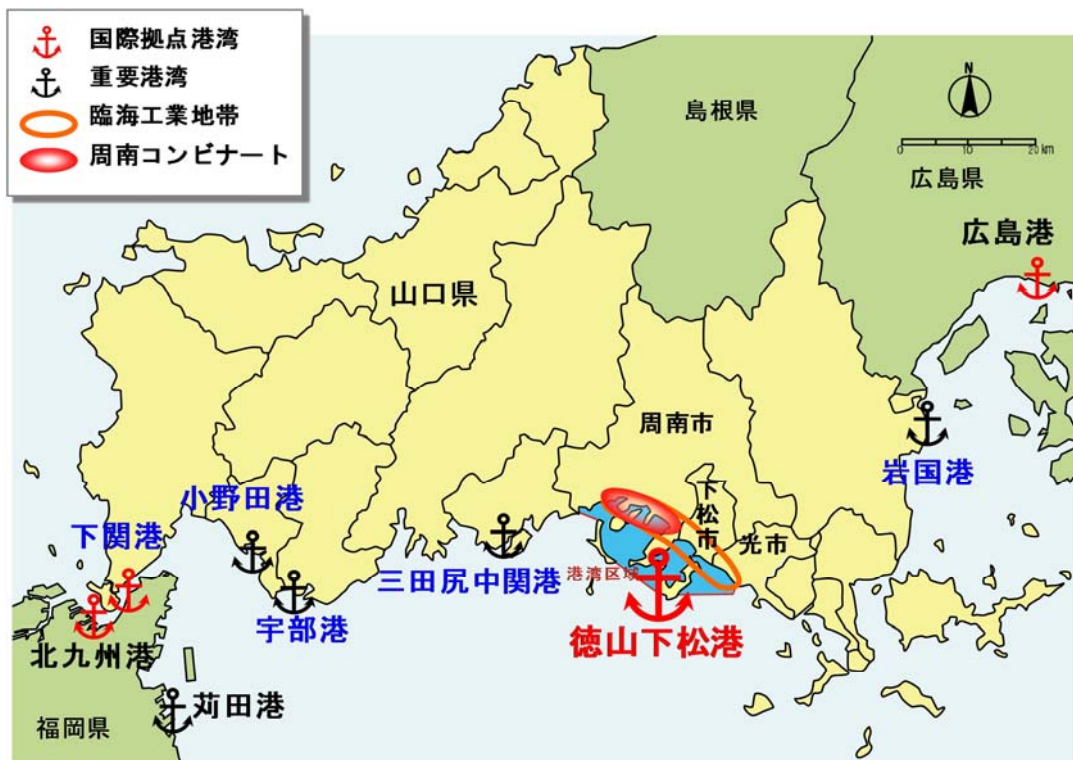 国際拠点港湾
重要港湾
臨海工業地帯
周南コンビナート
島根県
N
0 10 20 km
広島県
広島港
山口県
周南市
岩国港
下松市
小野田港
光市
下関港
三田尻中関港
港湾区域
宇部港
徳山下松港
北九州港
苅田港
福岡県